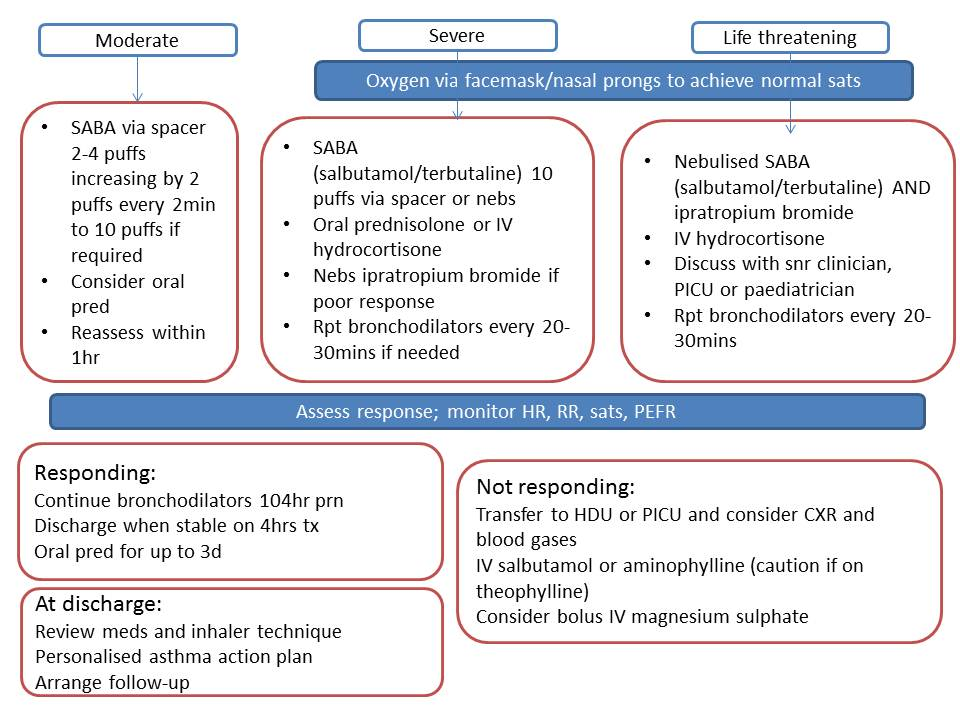 Moderate
Severe
Life threatening
Oxygen via facemask/nasal prongs to achieve normal sats
• SABA via spacer
2-4 puffs
increasing by 2
puffs every 2min
to 10 puffs if
required
• Consider oral
pred
• Reassess within
1hr
• SABA
(salbutamol/terbutaline) 10
puffs via spacer or nebs
• Oral prednisolone or IV
hydrocortisone
• Nebs ipratropium bromide if
poor response
• Rpt bronchodilators every 20-
30mins if needed
• Nebulised SABA
(salbutamol/terbutaline) AND
ipratropium bromide
• IV hydrocortisone
• Discuss with snr clinician,
PICU or paediatrician
• Rpt bronchodilators every 20-
30mins
Assess response; monitor HR, RR, sats, PEFR
Responding:
Continue bronchodilators 104hr prn
Discharge when stable on 4hrs tx
Oral pred for up to 3d
Not responding:
Transfer to HDU or PICU and consider CXR and
blood gases
IV salbutamol or aminophylline (caution if on
theophylline)
Consider bolus IV magnesium sulphate
At discharge:
Review meds and inhaler technique
Personalised asthma action plan
Arrange follow-up